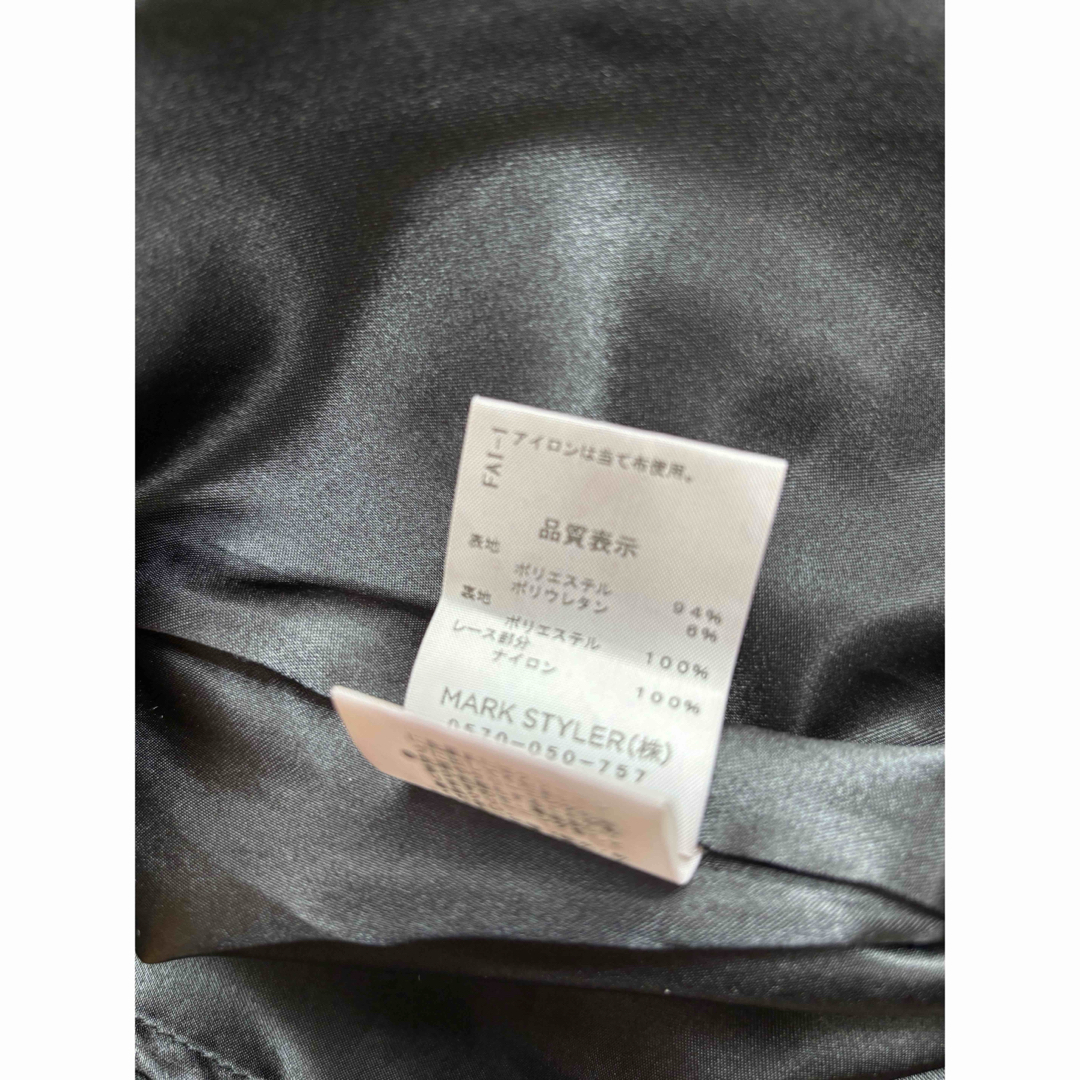 アイロンは当て布使用。
FAI-1
品質表示
表地
ポリエステル 94%
ポリウレタン 6%
裏地
ポリエステル 100%
レース部分
ナイロン 100%
MARK STYLER(株)
0570-050-757